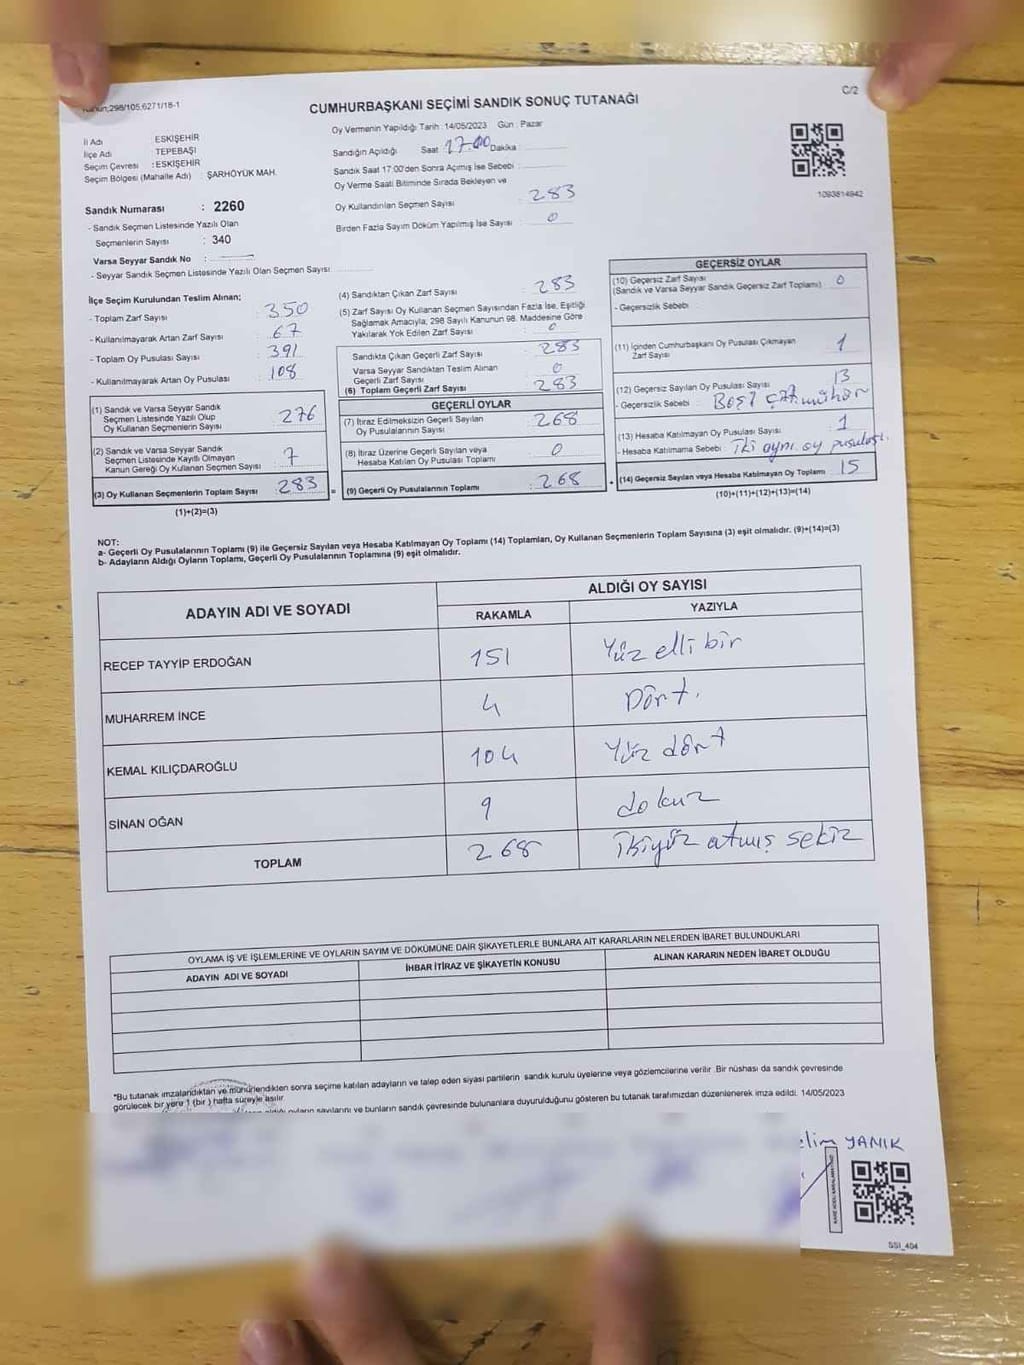 Kanun,298/105,6271/18-1
C/2
CUMHURBAŞKANI SEÇİMİ SANDIK SONUÇ TUTANAĞI
İl Adı ESKİŞEHİR
İlçe Adı TEPEBAŞI
Seçim Çevresi : ESKİŞEHİR
Seçim Bölgesi (Mahalle Adı) : ŞARHÖYÜK MAH.
Sandık Numarası : 2260
- Sandık Seçmen Listesinde Yazılı Olan
Seçmenlerin Sayısı : 340
Varsa Seyyar Sandık No :
- Seyyar Sandık Seçmen Listesinde Yazılı Olan Seçmen Sayısı
Oy Vermenin Yapıldığı Tarih : 14/05/2023 Gün : Pazar
Sandığın Açıldığı Saat 17.00 Dakika
Sandık Saat 17:00'den Sonra Açımış İse Sebebi
Oy Verme Saati Bitiminde Sırada Bekleyen ve
Oy Kullandırılan Seçmen Sayısı : 283
Birden Fazla Sayım Döküm Yapılmış İse Sayısı : 0
1093814942
İlçe Seçim Kurulundan Teslim Alınan;
- Toplam Zarf Sayısı : 350
- Kullanılmayarak Artan Zarf Sayısı : 67
- Toplam Oy Pusulası Sayısı : 391
- Kullanılmayarak Artan Oy Pusulası : 108
(1) Sandık ve Varsa Seyyar Sandık
Seçmen Listesinde Yazılı Olup
Oy Kullanan Seçmenlerin Sayısı : 276
(2) Sandık ve Varsa Seyyar Sandık
Seçmen Listesinde Kayıtlı Olmayan
Kanun Gereği Oy Kullanan Seçmen Sayısı : 7
(3) Oy Kullanan Seçmenlerin Toplam Sayısı : 283
(1)+(2)=(3)
(4) Sandıktan Çıkan Zarf Sayısı : 283
(5) Zarf Sayısı Oy Kullanan Seçmen Sayısından Fazla İse, Eşitliği
Sağlamak Amacıyla, 298 Sayılı Kanunun 98. Maddesine Göre
Yakılarak Yok Edilen Zarf Sayısı : 0
Sandıkta Çıkan Geçerli Zarf Sayısı : 283
Varsa Seyyar Sandıktan Teslim Alınan
Geçerli Zarf Sayısı : 0
(6) Toplam Geçerli Zarf Sayısı : 283
GEÇERLİ OYLAR
(7) İtiraz Edilmeksizin Geçerli Sayılan
Oy Pusulalarının Sayısı : 268
(8) İtiraz Üzerine Geçerli Sayılan veya
Hesaba Katılan Oy Pusulası Toplamı : 0
= (9) Geçerli Oy Pusulalarının Toplamı : 268
GEÇERSİZ OYLAR
(10) Geçersiz Zarf Sayısı
(Sandık ve Varsa Seyyar Sandık Geçersiz Zarf Toplamı) : 0
- Geçersizlik Sebebi :
(11) İçinden Cumhurbaşkanı Oy Pusulası Çıkmayan
Zarf Sayısı : 1
(12) Geçersiz Sayılan Oy Pusulası Sayısı : 13
- Geçersizlik Sebebi : Boş, çift mühür
(13) Hesaba Katılmayan Oy Pusulası Sayısı : 1
- Hesaba Katılmama Sebebi : İki aynı oy pusulası.
+ (14) Geçersiz Sayılan veya Hesaba Katılmayan Oy Toplamı : 15
(10)+(11)+(12)+(13)=(14)
NOT:
a- Geçerli Oy Pusulalarının Toplamı (9) ile Geçersiz Sayılan veya Hesaba Katılmayan Oy Toplamı (14) Toplamları, Oy Kullanan Seçmenlerin Toplam Sayısına (3) eşit olmalıdır. (9)+(14)=(3)
b- Adayların Aldığı Oyların Toplamı, Geçerli Oy Pusulalarının Toplamına (9) eşit olmalıdır.
ADAYIN ADI VE SOYADI ALDIĞI OY SAYISI
RAKAMLA YAZIYLA
RECEP TAYYİP ERDOĞAN 151 Yüz elli bir
MUHARREM İNCE 4 Dört.
KEMAL KILIÇDAROĞLU 104 Yüz dört
SİNAN OĞAN 9 dokuz
TOPLAM 268 ikiyüz atmış sekiz
OYLAMA İŞ VE İŞLEMLERİNE VE OYLARIN SAYIM VE DÖKÜMÜNE DAİR ŞİKAYETLERLE BUNLARA AİT KARARLARIN NELERDEN İBARET BULUNDUKLARI
ADAYIN ADI VE SOYADI İHBAR İTİRAZ VE ŞİKAYETİN KONUSU ALINAN KARARIN NEDEN İBARET OLDUĞU
*Bu tutanak imzalandıktan ve mühürlendikten sonra seçime katılan adayların ve talep eden siyasi partilerin sandık kurulu üyelerine veya gözlemcilerine verilir .Bir nüshası da sandık çevresinde
görülecek bir yere 1 (bir ) hafta süreyle asılır.
oyların sayılarını ve bunların sandık çevresinde bulunanlara duyurulduğunu gösteren bu tutanak tarafımızdan düzenlenerek imza edildi. 14/05/2023
elim YANIK
SSİ_404